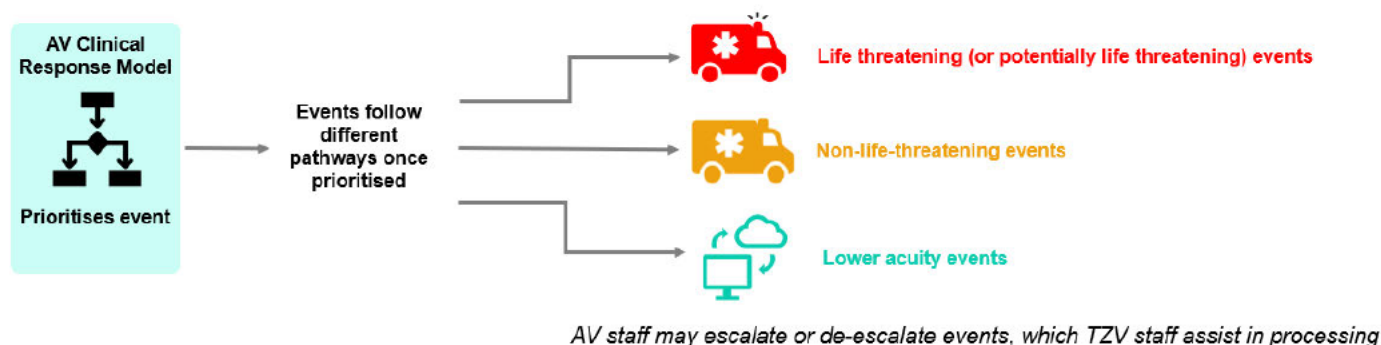 AV Clinical
Response Model
Prioritises event
Events follow
different
pathways once
prioritised
Life threatening (or potentially life threatening) events
Non-life-threatening events
Lower acuity events
AV staff may escalate or de-escalate events, which TZV staff assist in processing